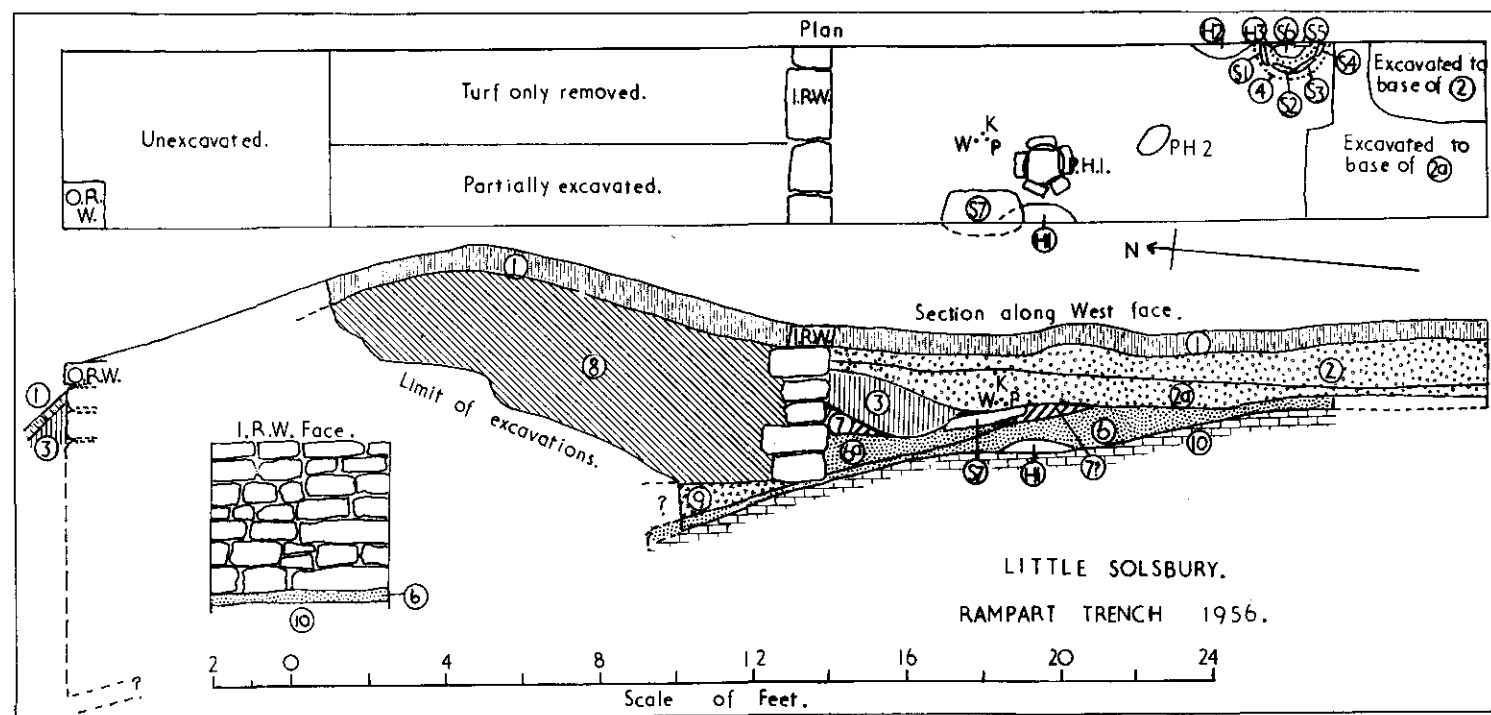 Plan
H2 H3 S6 S5
S1 4 S2 S3 S4
Unexcavated.
Turf only removed.
Partially excavated.
O.R.
W.
I.R.W.
K
W P
P.H.1.
PH 2
S7
H1
Excavated to
base of 2
Excavated to
base of 2a
N
Section along West face.
1
8
Limit of
excavations.
I.R.W.
O.R.W.
1
3
1
2
2a
K
W P
3
7
6a
6
10
S7
H1
7?
?
9
I.R.W. Face.
6
10
?
LITTLE SOLSBURY.
RAMPART TRENCH 1956.
2 0 4 8 12 16 20 24
Scale of Feet.